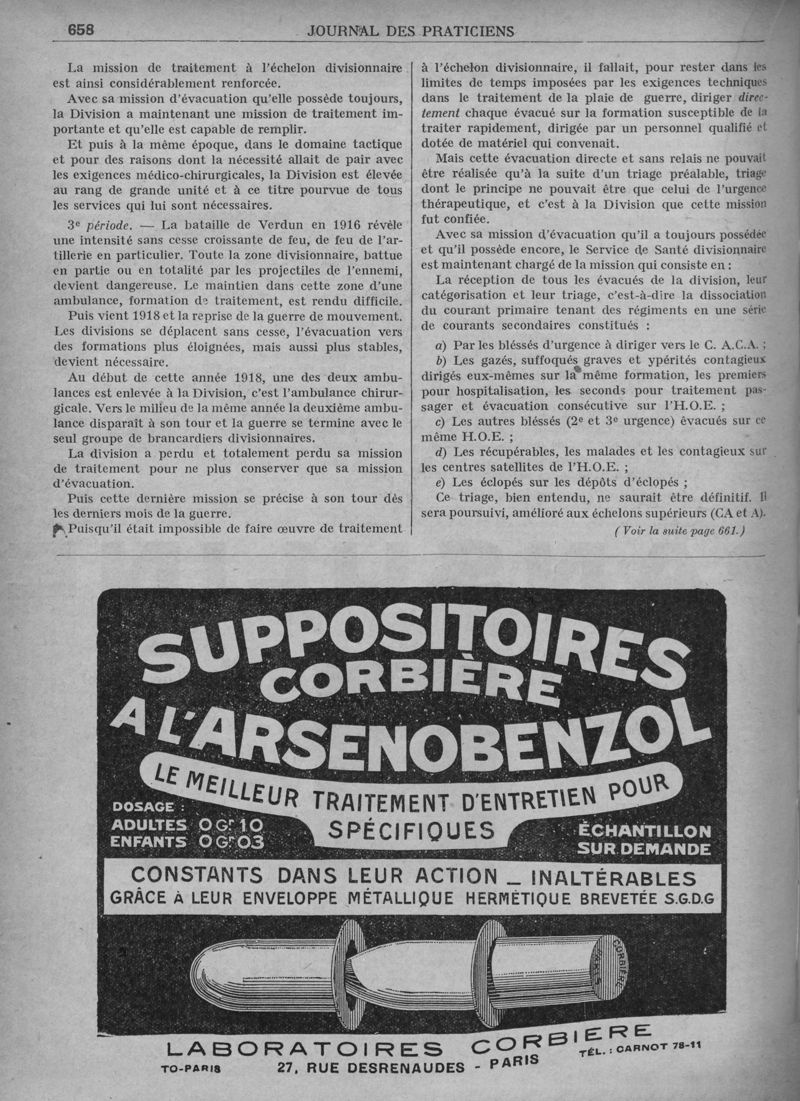 658
JOURNAL DES PRATICIENS
La mission de traitement à l'échelon divisionnaire
est ainsi considérablement renforcée.
Avec sa mission d'évacuation qu'elle possède toujours,
la Division a maintenant une mission de traitement im-
portante et qu'elle est capable de remplir.
Et puis à la même époque, dans le domaine tactique
et pour des raisons dont la nécessité allait de pair avec
les exigences médico-chirurgicales, la Division est élevée
au rang de grande unité et à ce titre pourvue de tous
les services qui lui sont nécessaires.
3e période. — La bataille de Verdun en 1916 révèle
une intensité sans cesse croissante de feu, de feu de l'ar-
tillerie en particulier. Toute la zone divisionnaire, battue
en partie ou en totalité par les projectiles de l'ennemi,
devient dangereuse. Le maintien dans cette zone d'une
ambulance, formation de traitement, est rendu difficile.
Puis vient 1918 et la reprise de la guerre de mouvement.
Les divisions se déplacent sans cesse, l'évacuation vers
des formations plus éloignées, mais aussi plus stables,
devient nécessaire.
Au début de cette année 1918, une des deux ambu-
lances est enlevée à la Division, c'est l'ambulance chirur-
gicale. Vers le milieu de la même année la deuxième ambu-
lance disparaît à son tour et la guerre se termine avec le
seul groupe de brancardiers divisionnaires.
La division a perdu et totalement perdu sa mission
de traitement pour ne plus conserver que sa mission
d'évacuation.
Puis cette dernière mission se précise à son tour dès
les derniers mois de la guerre.
Puisqu'il était impossible de faire œuvre de traitement
à l'échelon divisionnaire, il fallait, pour rester dans les
limites de temps imposées par les exigences techniques
dans le traitement de la plaie de guerre, diriger direc-
tement chaque évacué sur la formation susceptible de la
traiter rapidement, dirigée par un personnel qualifié et
dotée de matériel qui convenait.
Mais cette évacuation directe et sans relais ne pouvait
être réalisée qu'à la suite d'un triage préalable, triage
dont le principe ne pouvait être que celui de l'urgence
thérapeutique, et c'est à la Division que cette mission
fut confiée.
Avec sa mission d'évacuation qu'il a toujours possédée
et qu'il possède encore, le Service de Santé divisionnaire
est maintenant chargé de la mission qui consiste en :
La réception de tous les évacués de la division, leur
catégorisation et leur triage, c'est-à-dire la dissociation
du courant primaire tenant des régiments en une série
de courants secondaires constitués :
a) Par les bléssés d'urgence à diriger vers le C. A.C.A. ;
b) Les gazés, suffoqués graves et ypérités contagieux
dirigés eux-mêmes sur la même formation, les premiers
pour hospitalisation, les seconds pour traitement pas-
sager et évacuation consécutive sur l'H.O.E. ;
c) Les autres bléssés (2e et 3e urgence) évacués sur ce
même H.O.E. ;
d) Les récupérables, les malades et les contagieux sur
les centres satellites de l'H.O.E. ;
e) Les éclopés sur les dépôts d'éclopés ;
Ce triage, bien entendu, ne saurait être définitif. Il
sera poursuivi, amélioré aux échelons supérieurs (CA et A).
(Voir la suite page 661.)
SUPPOSITOIRES
CORBIÈRE
A L'ARSENOBENZOL
LE MEILLEUR TRAITEMENT D'ENTRETIEN POUR
SPÉCIFIQUES
DOSAGE :
ADULTES 0 Gr 10
ENFANTS 0 Gr 03
ÉCHANTILLON
SUR DEMANDE
CONSTANTS DANS LEUR ACTION _ INALTÉRABLES
GRÂCE A LEUR ENVELOPPE MÉTALLIQUE HERMÉTIQUE BREVETÉE S.G.D.G
CORBIÈRE
LABORATOIRES CORBIERE
TÉL. : CARNOT 78-11
TO-PARIS
27, RUE DESRENAUDES - PARIS